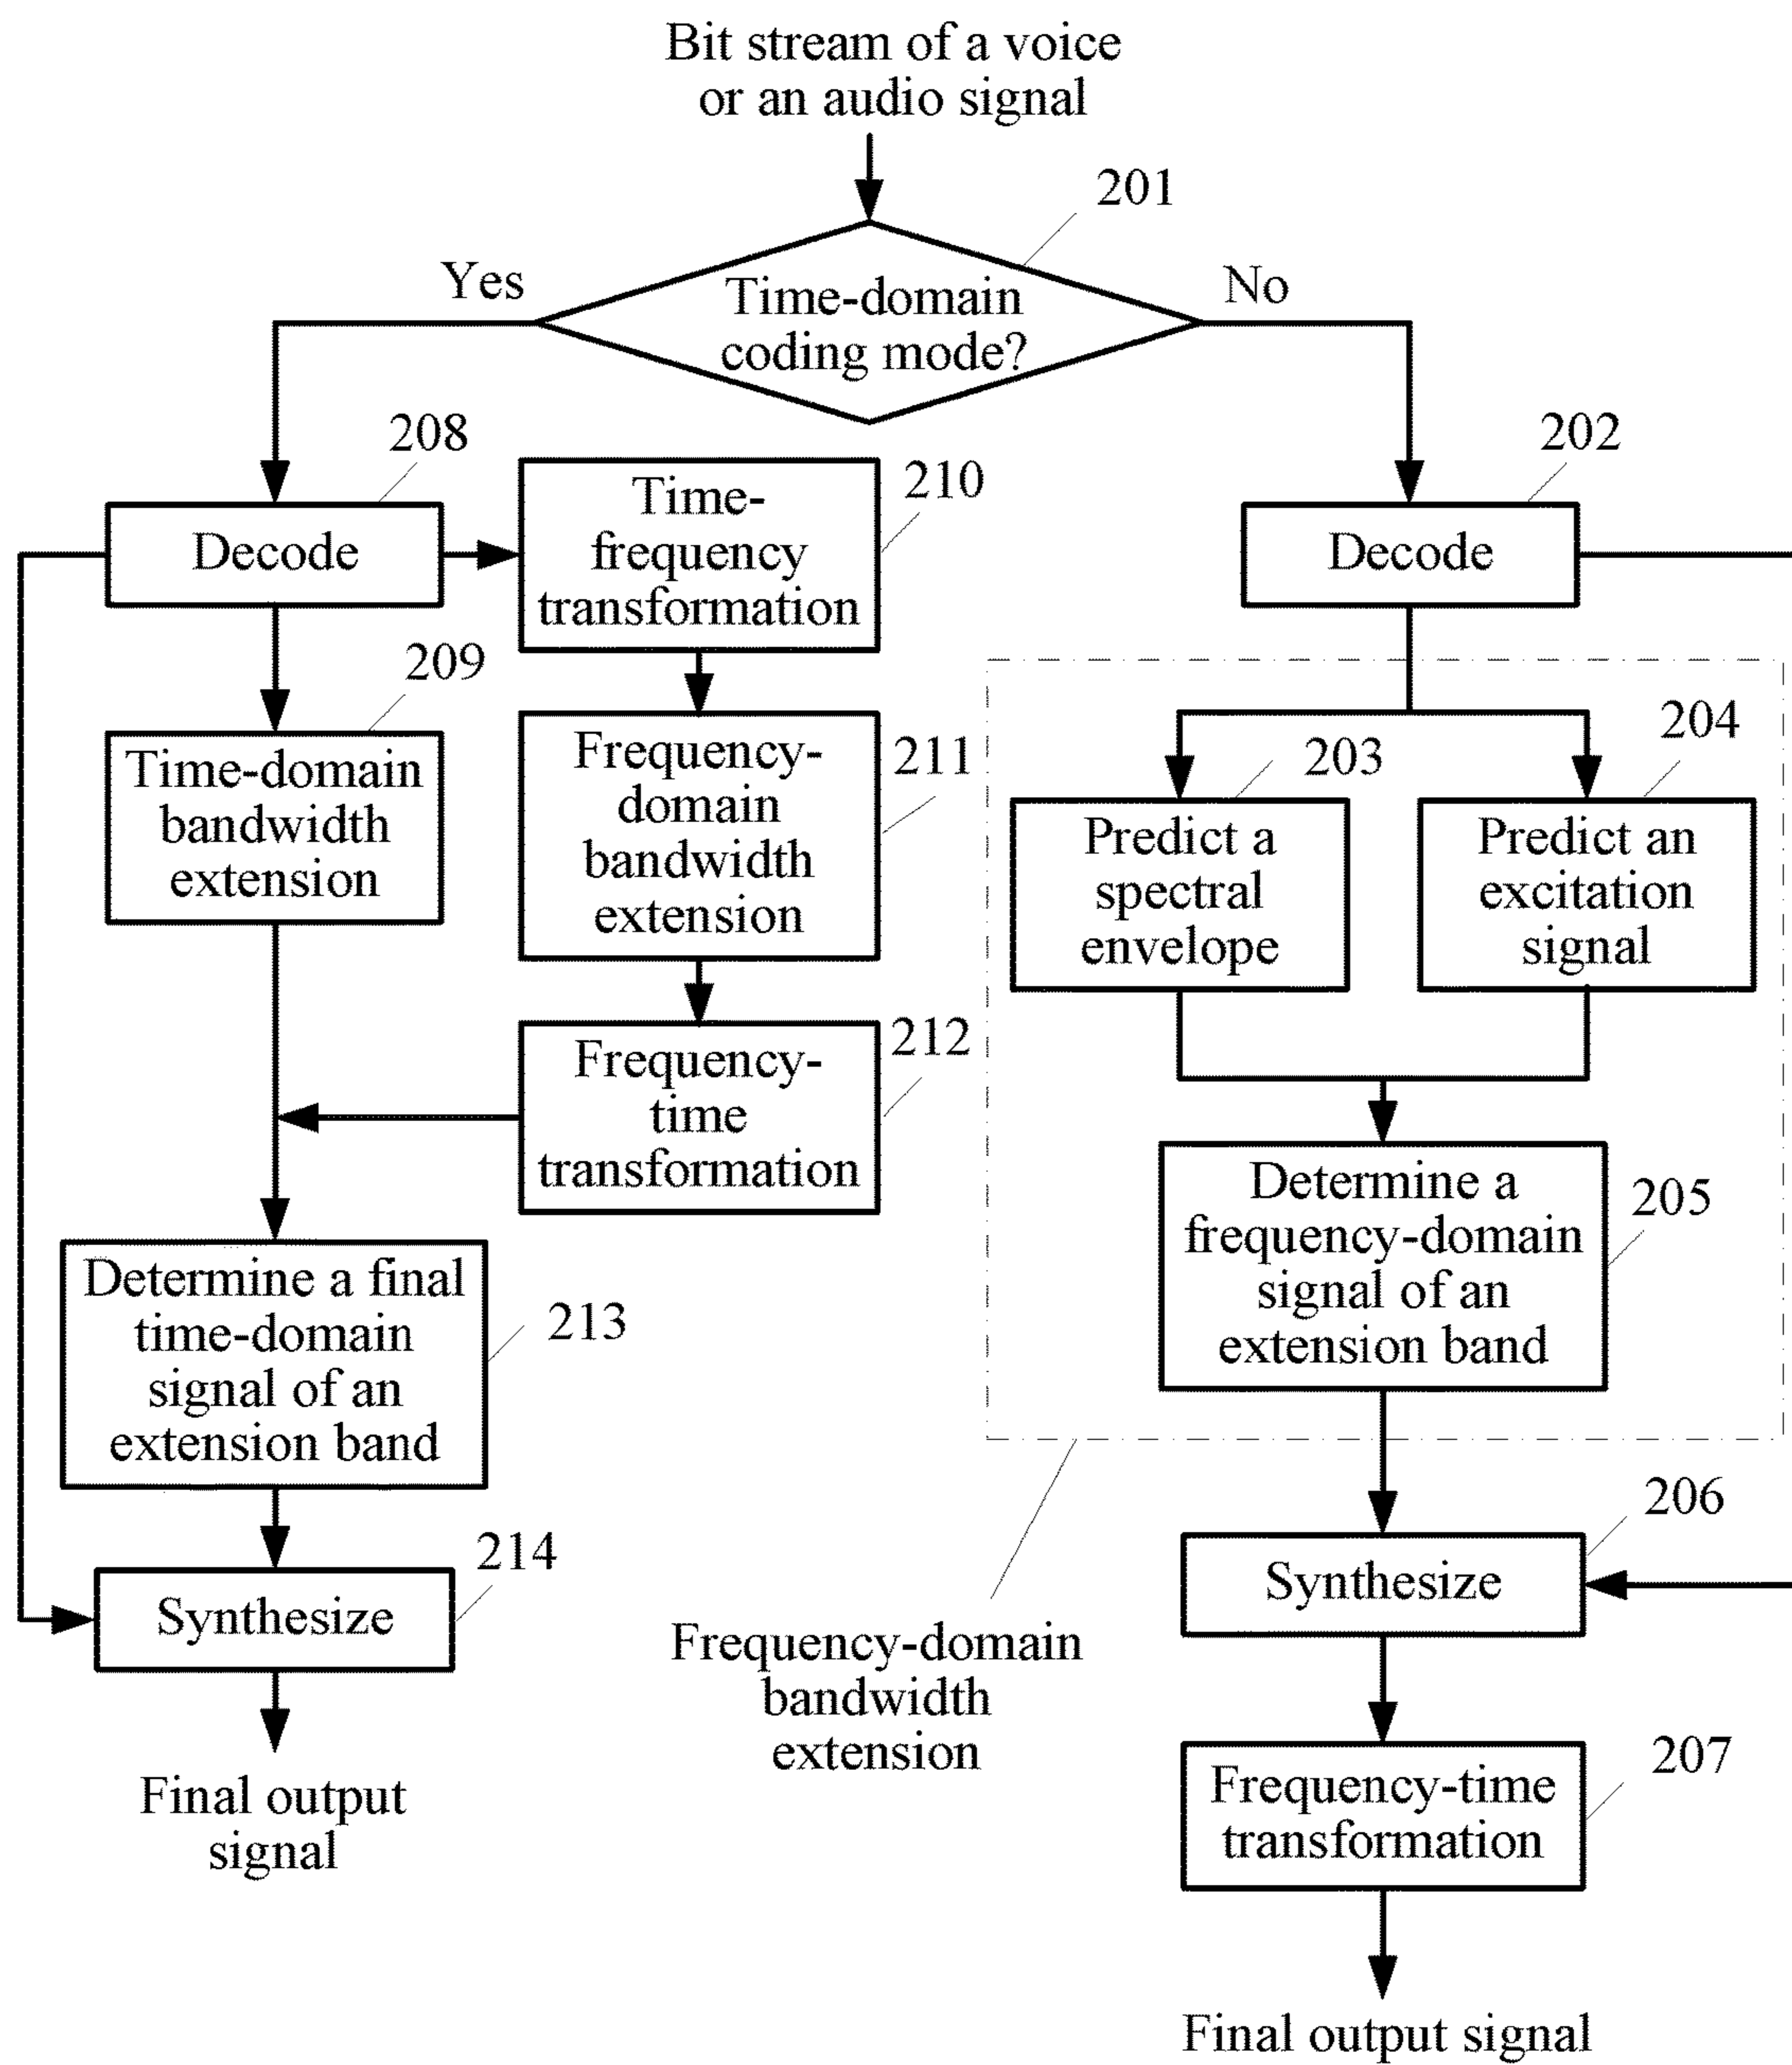 Bit stream of a voice
or an audio signal
201
Yes
No
Time-domain
coding mode?
208
202
210
Decode
Time-
frequency
transformation
Decode
209
204
211
203
Time-domain
bandwidth
extension
Frequency-
domain
bandwidth
extension
Predict a
spectral
envelope
Predict an
excitation
signal
212
Frequency-
time
transformation
Determine a
frequency-domain
signal of an
extension band
205
Determine a final
time-domain
signal of an
extension band
213
206
214
Synthesize
Synthesize
Frequency-domain
bandwidth
extension
207
Frequency-time
transformation
Final output
signal
Final output signal